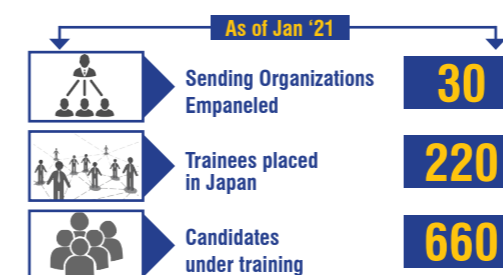 As of Jan ‘21
Sending Organizations
Empaneled
30
Trainees placed
in Japan
220
Candidates
under training
660